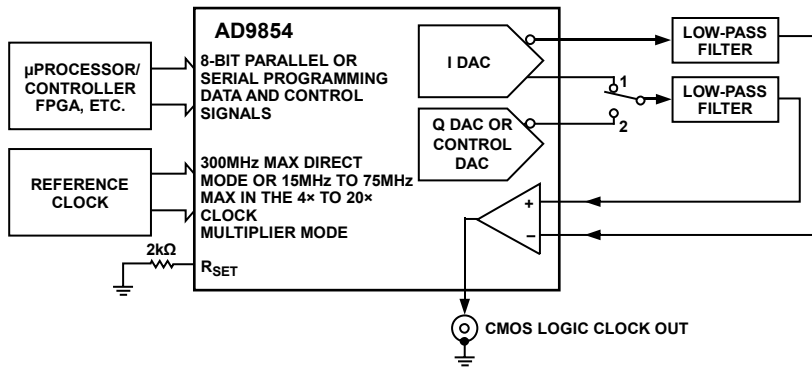 AD9854
µPROCESSOR/
CONTROLLER
FPGA, ETC.
8-BIT PARALLEL OR
SERIAL PROGRAMMING
DATA AND CONTROL
SIGNALS
REFERENCE
CLOCK
300MHz MAX DIRECT
MODE OR 15MHz TO 75MHz
MAX IN THE 4× TO 20×
CLOCK
MULTIPLIER MODE
2kΩ
RSET
I DAC
Q DAC OR
CONTROL
DAC
1
2
LOW-PASS
FILTER
LOW-PASS
FILTER
+
–
CMOS LOGIC CLOCK OUT